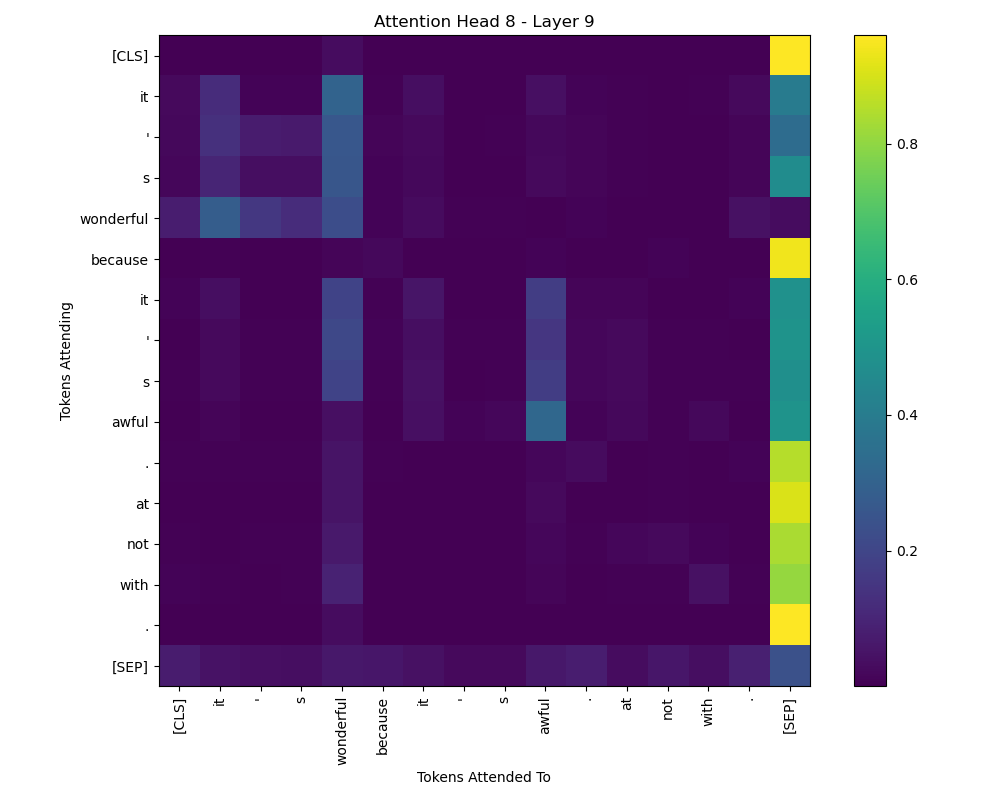 Attention Head 8 - Layer 9
[CLS]
it
'
s
wonderful
because
it
'
s
awful
.
at
not
with
.
[SEP]
Tokens Attending
[CLS] it ' s wonderful because it ' s awful . at not with . [SEP]
Tokens Attended To
0.8
0.6
0.4
0.2